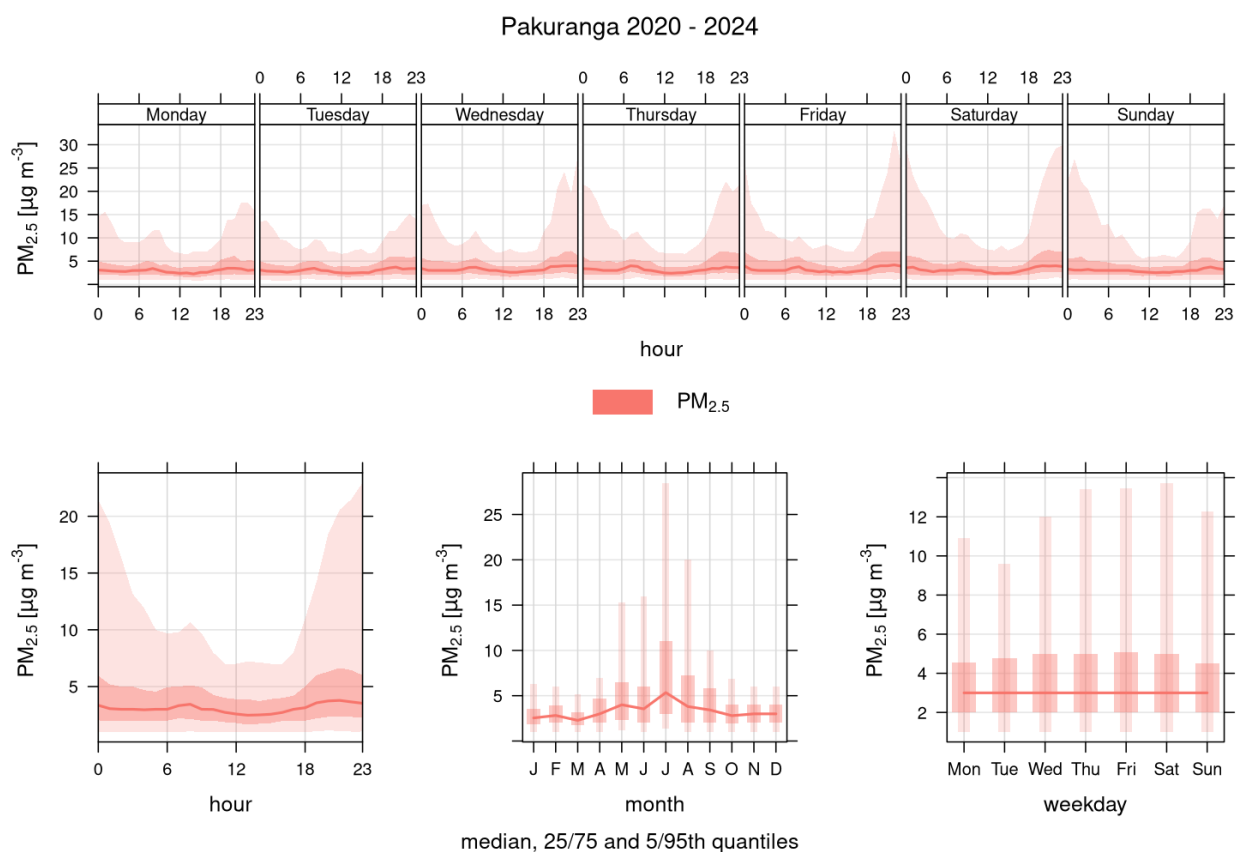 Pakuranga 2020 - 2024
0 6 12 18 23 0 6 12 18 23 0 6 12 18 23
Monday Tuesday Wednesday Thursday Friday Saturday Sunday
PM2.5 [µg m-3]
30
25
20
15
10
5
0 6 12 18 23 0 6 12 18 23 0 6 12 18 23 0 6 12 18 23
hour
PM2.5
PM2.5 [µg m-3]
20
15
10
5
0 6 12 18 23
hour
PM2.5 [µg m-3]
25
20
15
10
5
J F M A M J J A S O N D
month
PM2.5 [µg m-3]
12
10
8
6
4
2
Mon Tue Wed Thu Fri Sat Sun
weekday
median, 25/75 and 5/95th quantiles